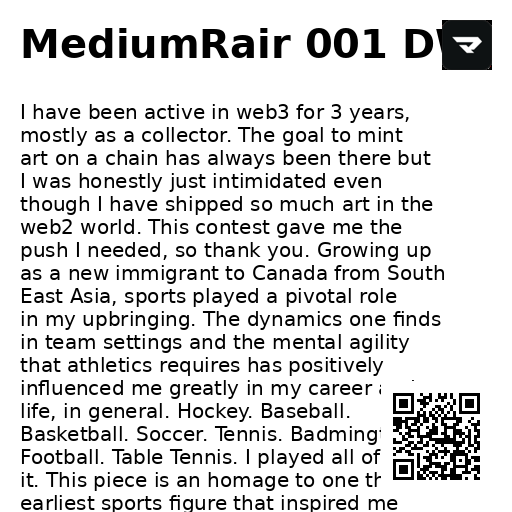 MediumRair 001 D
I have been active in web3 for 3 years,
mostly as a collector. The goal to mint
art on a chain has always been there but
I was honestly just intimidated even
though I have shipped so much art in the
web2 world. This contest gave me the
push I needed, so thank you. Growing up
as a new immigrant to Canada from South
East Asia, sports played a pivotal role
in my upbringing. The dynamics one finds
in team settings and the mental agility
that athletics requires has positively
influenced me greatly in my career
life, in general. Hockey. Baseball.
Basketball. Soccer. Tennis. Badmingt
Football. Table Tennis. I played all of
it. This piece is an homage to one th
earliest sports figure that inspired me